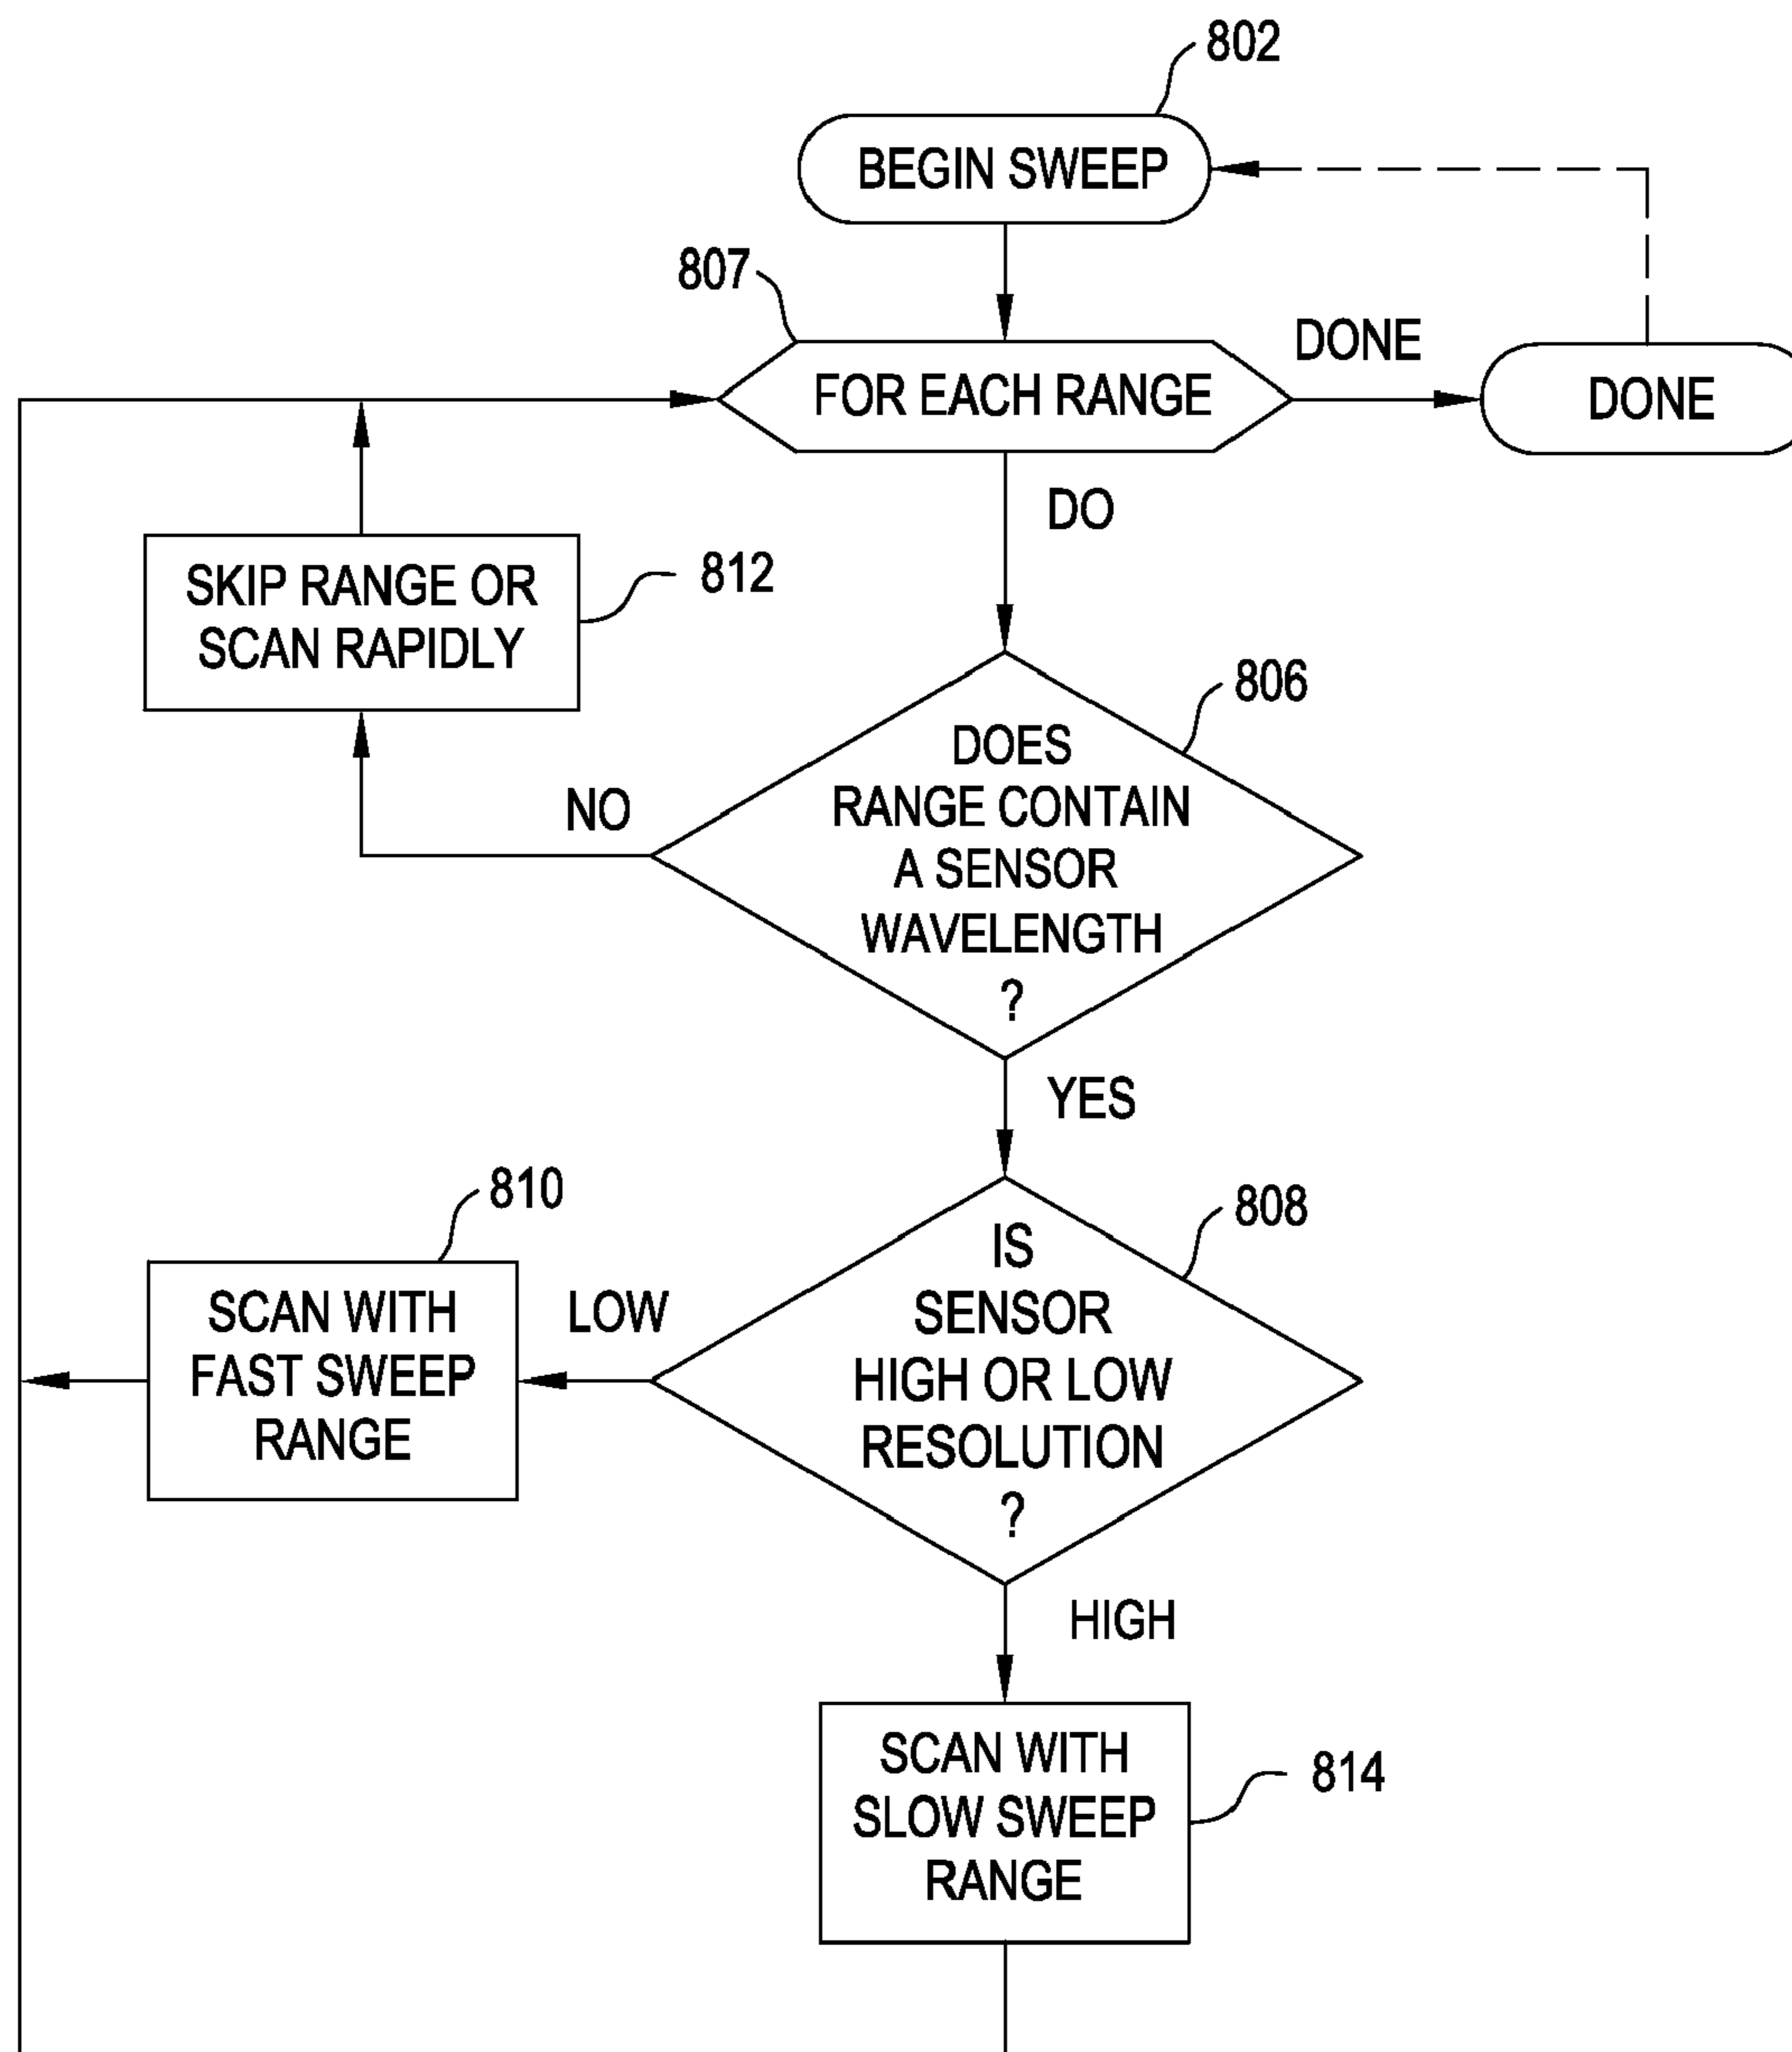 802
BEGIN SWEEP
807
FOR EACH RANGE
DONE
DONE
DO
SKIP RANGE OR
SCAN RAPIDLY
812
806
DOES
RANGE CONTAIN
A SENSOR
WAVELENGTH
?
NO
YES
810
808
IS
SENSOR
HIGH OR LOW
RESOLUTION
?
LOW
SCAN WITH
FAST SWEEP
RANGE
HIGH
SCAN WITH
SLOW SWEEP
RANGE
814